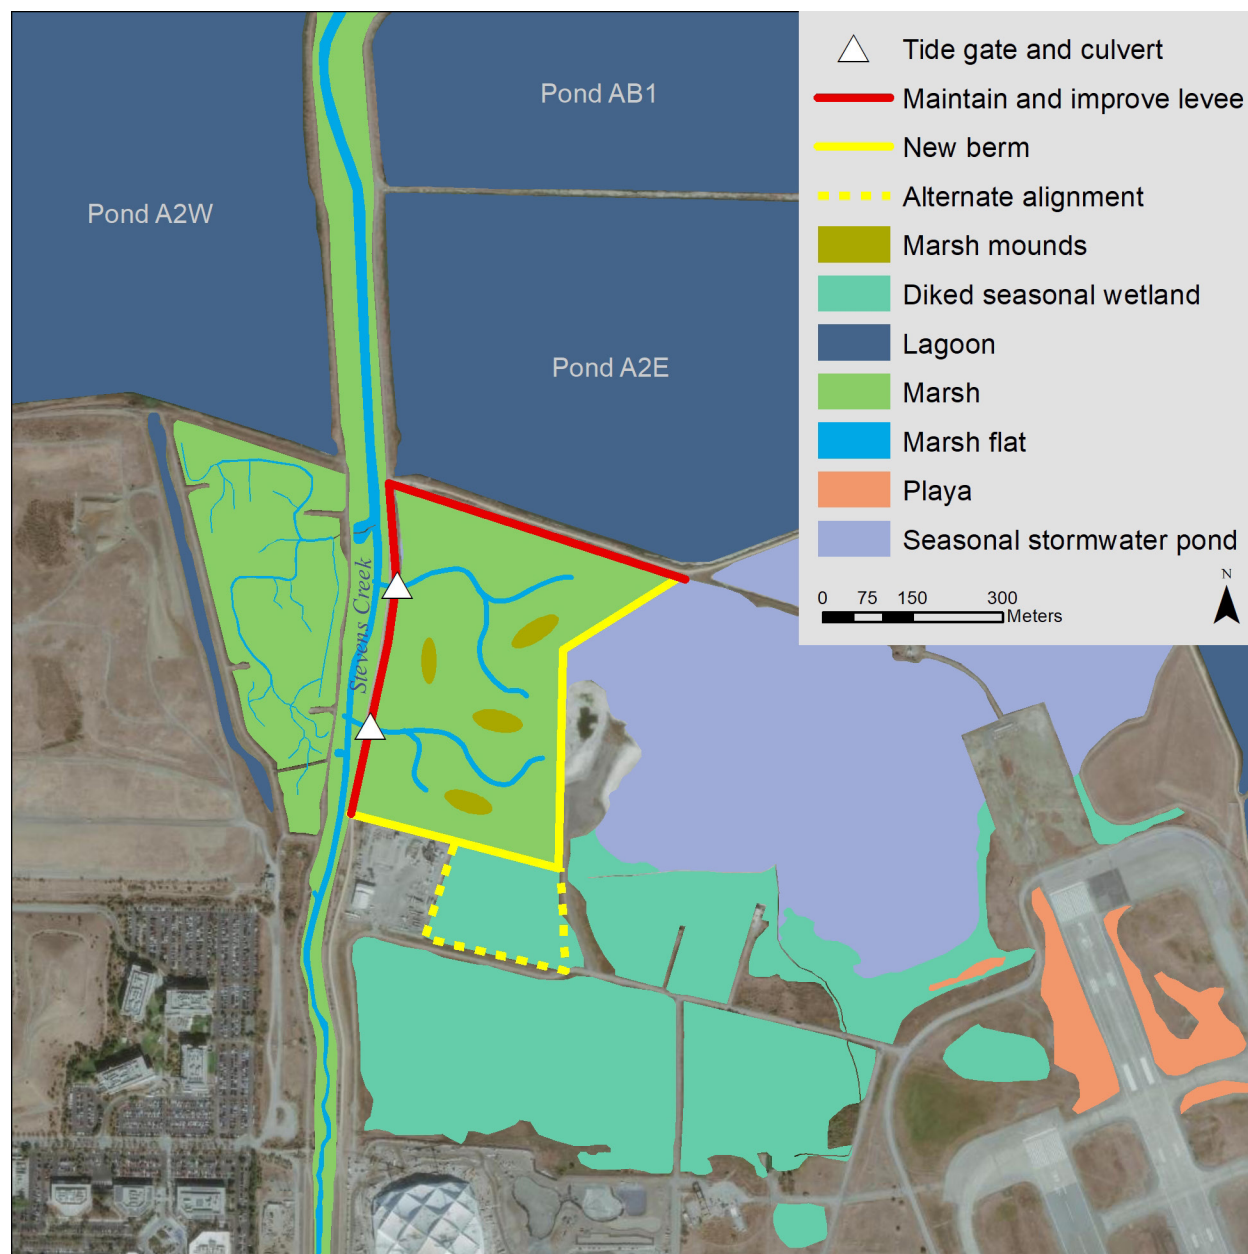 Pond AB1
Pond A2W
Pond A2E
Stevens Creek
Tide gate and culvert
Maintain and improve levee
New berm
Alternate alignment
Marsh mounds
Diked seasonal wetland
Lagoon
Marsh
Marsh flat
Playa
Seasonal stormwater pond
N
0 75 150 300
Meters